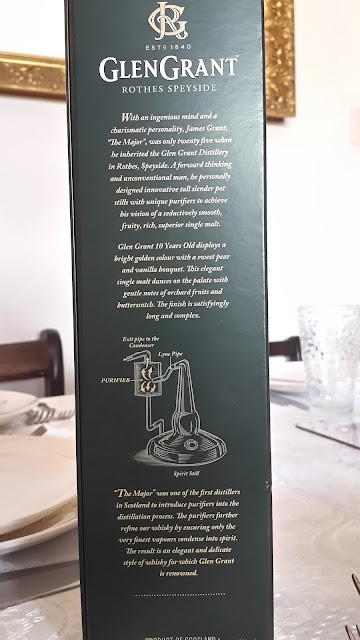 JGR
ESTD 1840
GLENGRANT
ROTHES SPEYSIDE
With an ingenious mind and a
charismatic personality, James Grant,
"The Major", was only twenty five when
he inherited the Glen Grant Distillery
in Rothes, Speyside. A forward thinking
and unconventional man, he personally
designed innovative tall slender pot
stills with unique purifiers to achieve
his vision of a seductively smooth,
fruity, rich, superior single malt.
Glen Grant 10 Years Old displays a
bright golden colour with a sweet pear
and vanilla bouquet. This elegant
single malt dances on the palate with
gentle notes of orchard fruits and
butterscotch. The finish is satisfyingly
long and complex.
Exit pipe to the
Condenser
Lyne Pipe
PURIFIER
Spirit Still
"The Major" was one of the first distillers
in Scotland to introduce purifiers into the
distillation process. The purifiers further
refine our whisky by ensuring only the
very finest vapours condense into spirit.
The result is an elegant and delicate
style of whisky for which Glen Grant
is renowned.
PRODUCT OF SCOTLAND